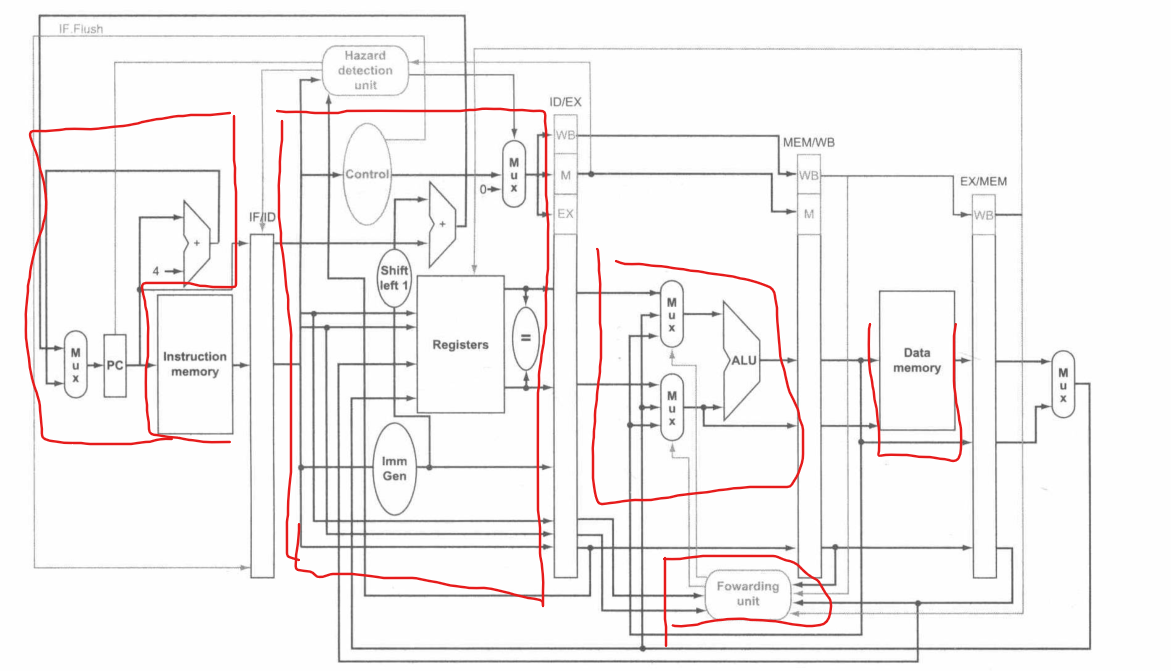 IF.Flush
Hazard
detection
unit
ID/EX
WB
MEM/WB
Control
M
u
x
M
WB
EX/MEM
0
EX
M
WB
IF/ID
+
+
4
Shift
left 1
M
u
x
M
u
x
PC
Instruction
memory
Registers
=
ALU
Data
memory
M
u
x
M
u
x
Imm
Gen
Fowarding
unit